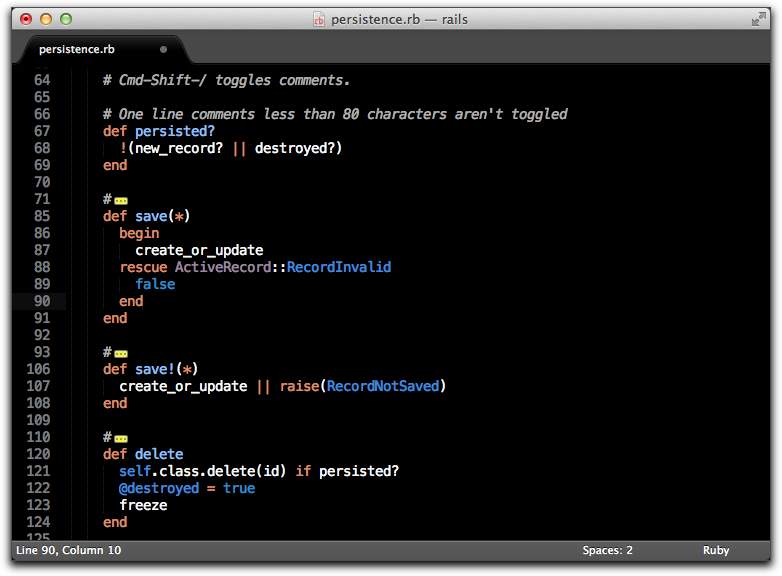 persistence.rb — rails
persistence.rb
64 # Cmd-Shift-/ toggles comments.
65
66 # One line comments less than 80 characters aren't toggled
67 def persisted?
68 !(new_record? || destroyed?)
69 end
70
71 #
85 def save(*)
86 begin
87 create_or_update
88 rescue ActiveRecord::RecordInvalid
89 false
90 end
91 end
92
93 #
106 def save!(*)
107 create_or_update || raise(RecordNotSaved)
108 end
109
110 #
120 def delete
121 self.class.delete(id) if persisted?
122 @destroyed = true
123 freeze
124 end
125
Line 90, Column 10 Spaces: 2 Ruby